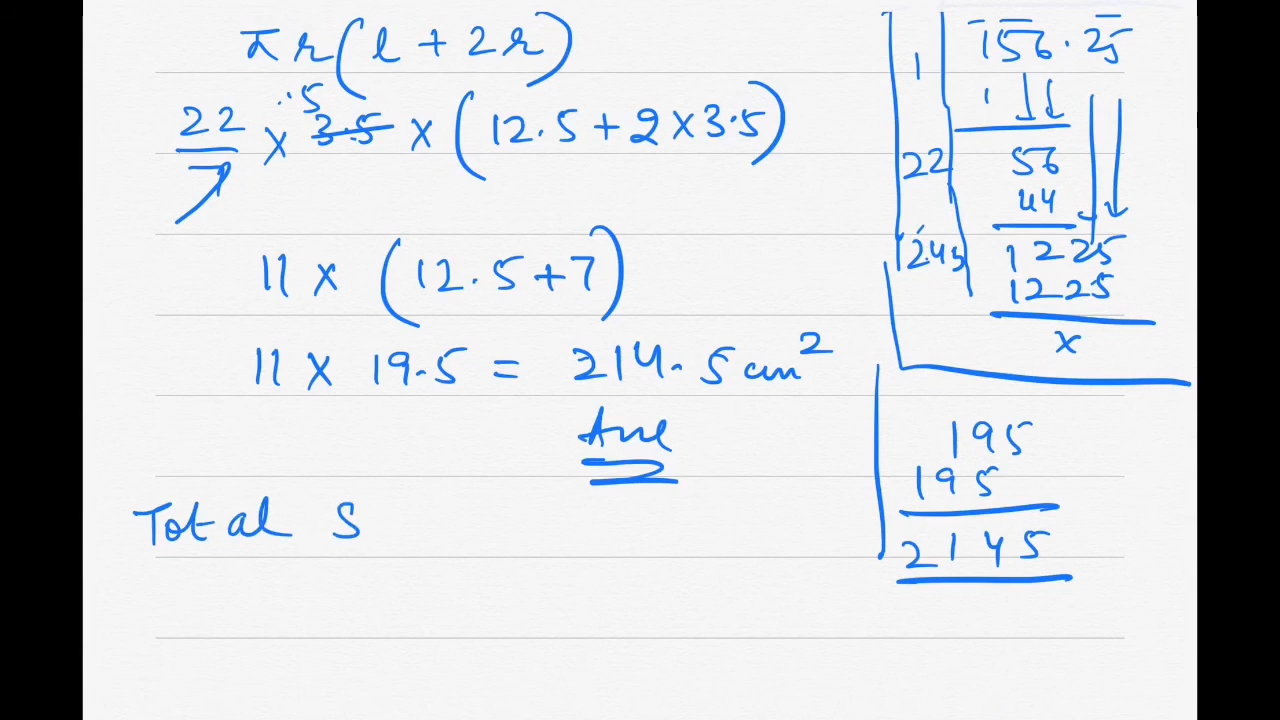 πr(l + 2r)
22/7 × 3.5 .5 × (12.5 + 2 × 3.5)
11 × (12.5 + 7)
11 × 19.5 = 214.5 cm²
Ans
Total S
1 156.25
1
22 56
44
245 1225
1225
×
195
195
2145